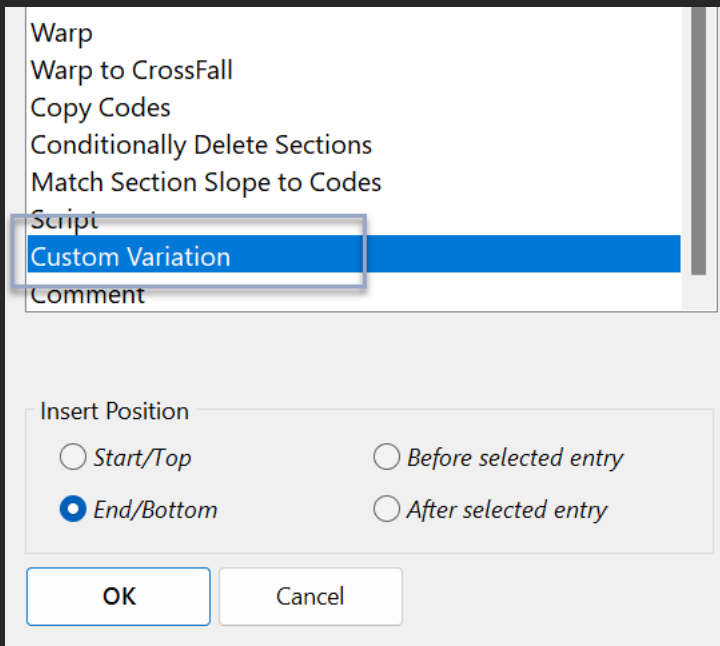 Warp
Warp to CrossFall
Copy Codes
Conditionally Delete Sections
Match Section Slope to Codes
Script
Custom Variation
Comment
Insert Position
Start/Top
Before selected entry
End/Bottom
After selected entry
OK
Cancel